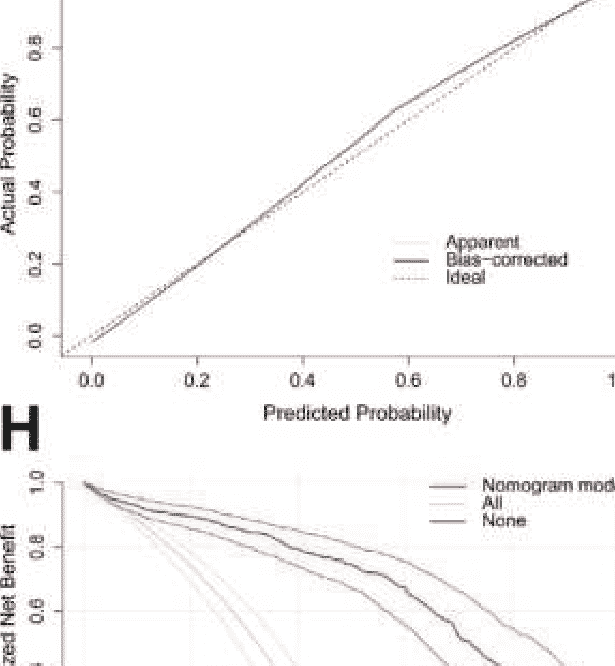 0.8
0.6
0.4
0.2
0.0
Actual Probability
Apparent
Bias-corrected
Ideal
0.0 0.2 0.4 0.6 0.8 1
Predicted Probability
H
1.0
0.8
0.6
zed Net Benefit
Nomogram mod
All
None